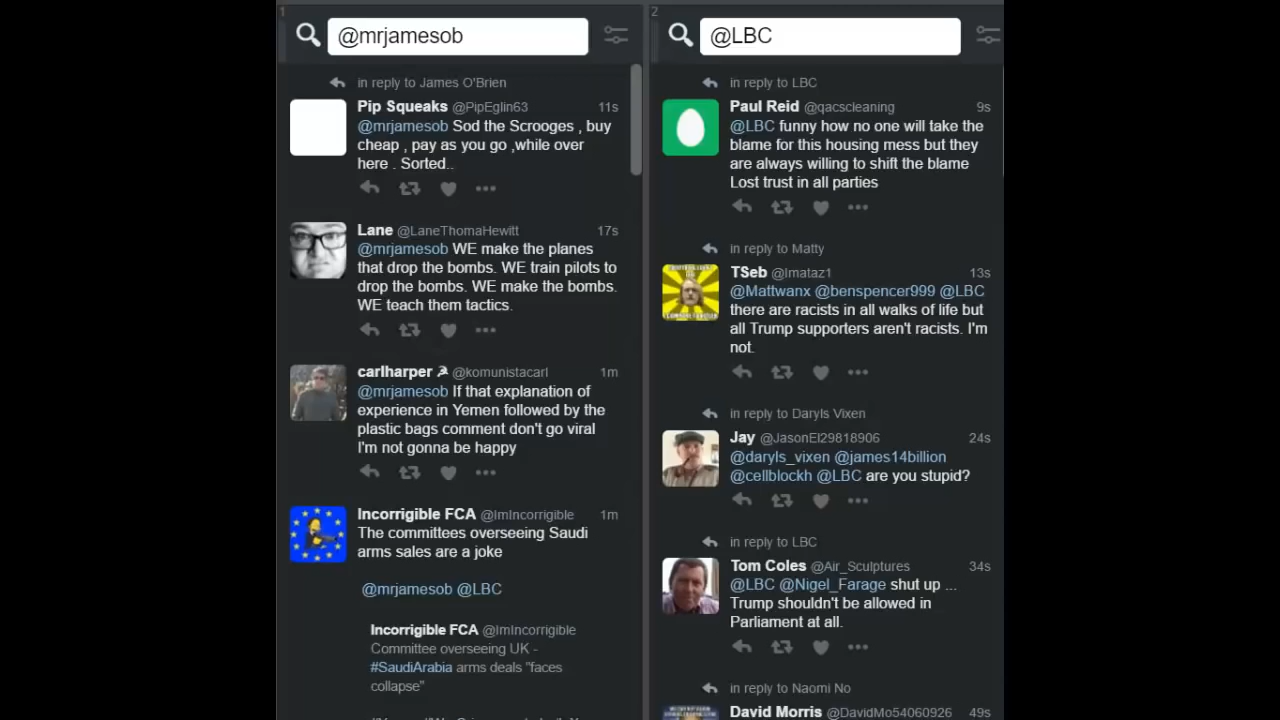 1
@mrjamesob
in reply to James O'Brien
Pip Squeaks @PipEglin63 11s
@mrjamesob Sod the Scrooges , buy
cheap , pay as you go ,while over
here . Sorted..
Lane @LaneThomaHewitt 17s
@mrjamesob WE make the planes
that drop the bombs. WE train pilots to
drop the bombs. WE make the bombs.
WE teach them tactics.
carlharper ☭ @komunistacarl 1m
@mrjamesob If that explanation of
experience in Yemen followed by the
plastic bags comment don't go viral
I'm not gonna be happy
Incorrigible FCA @ImIncorrigible 1m
The committees overseeing Saudi
arms sales are a joke
@mrjamesob @LBC
Incorrigible FCA @ImIncorrigible
Committee overseeing UK -
#SaudiArabia arms deals "faces
collapse"
2
@LBC
in reply to LBC
Paul Reid @qacscleaning 9s
@LBC funny how no one will take the
blame for this housing mess but they
are always willing to shift the blame
Lost trust in all parties
in reply to Matty
TSeb @Imataz1 13s
@Mattwanx @benspencer999 @LBC
there are racists in all walks of life but
all Trump supporters aren't racists. I'm
not.
in reply to Daryls Vixen
Jay @JasonEl29818906 24s
@daryls_vixen @james14billion
@cellblockh @LBC are you stupid?
in reply to LBC
Tom Coles @Air_Sculptures 34s
@LBC @Nigel_Farage shut up ...
Trump shouldn't be allowed in
Parliament at all.
in reply to Naomi No
David Morris @DavidMo54060926 49s